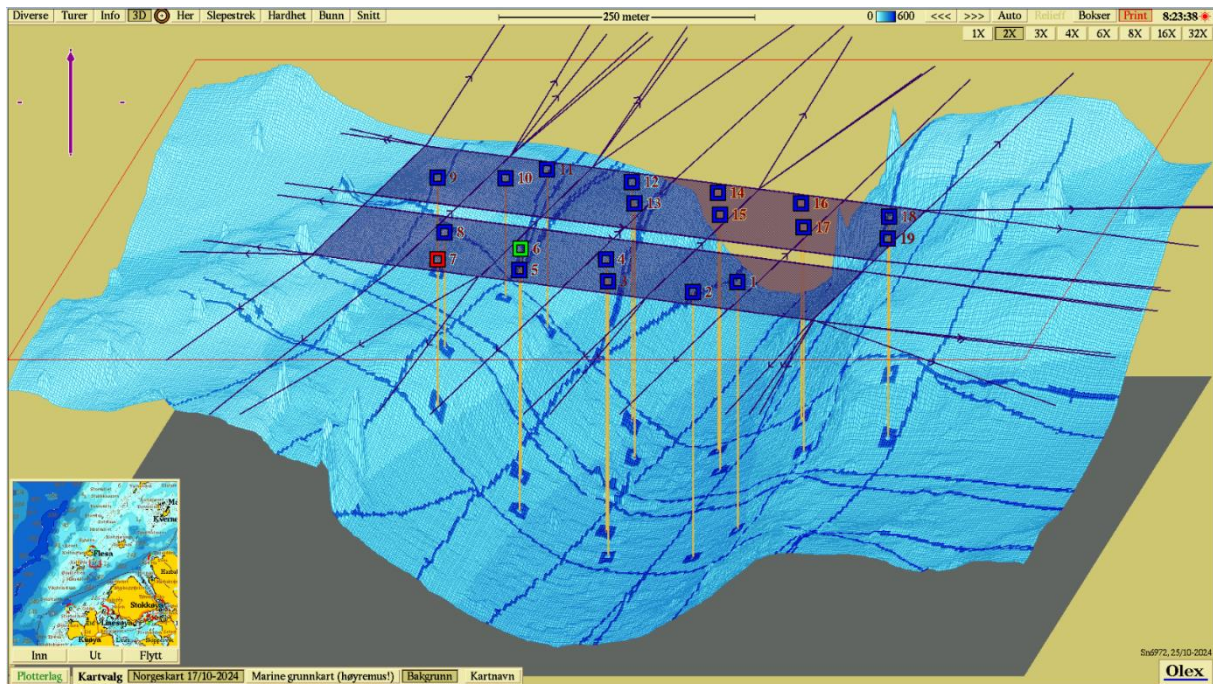 Diverse Turer Info 3D Her Slepestrek Hardhet Bunn Snitt 250 meter 0 600 <<< >>> Auto Relieff Bokser Print 8:23:38
1X 2X 3X 4X 6X 8X 16X 32X
9 10 11 12 14 16 18
13 15 17 19
8 6 4
7 5 3 2 1
Flesa
Stokkøya
Linesøya
Inn Ut Flytt
Sn6972, 25/10-2024
Plotterlag Kartvalg Norgeskart 17/10-2024 Marine grunnkart (høyremus!) Bakgrunn Kartnavn Olex